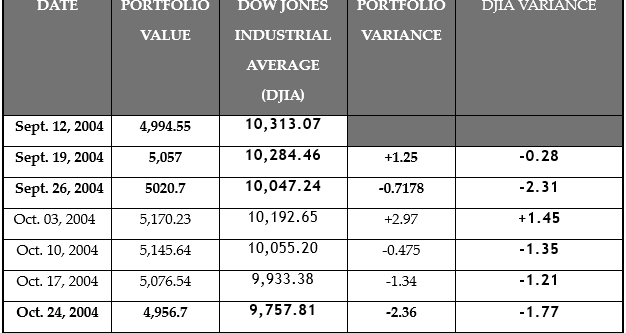 DATE PORTFOLIO VALUE DOW JONES INDUSTRIAL AVERAGE (DJIA) PORTFOLIO VARIANCE DJIA VARIANCE
Sept. 12, 2004 4,994.55 10,313.07
Sept. 19, 2004 5,057 10,284.46 +1.25 -0.28
Sept. 26, 2004 5020.7 10,047.24 -0.7178 -2.31
Oct. 03, 2004 5,170.23 10,192.65 +2.97 +1.45
Oct. 10, 2004 5,145.64 10,055.20 -0.475 -1.35
Oct. 17, 2004 5,076.54 9,933.38 -1.34 -1.21
Oct. 24, 2004 4,956.7 9,757.81 -2.36 -1.77